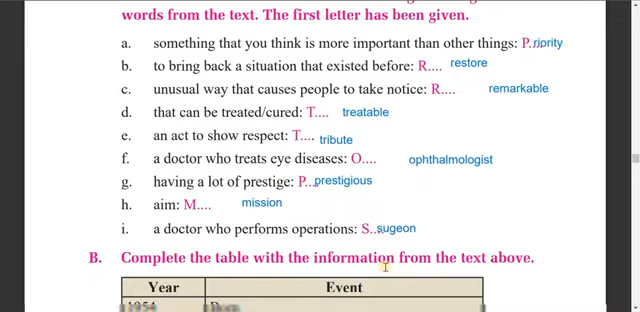 words from the text. The first letter has been given.
a. something that you think is more important than other things: P....riority
b. to bring back a situation that existed before: R.... restore
c. unusual way that causes people to take notice: R.... remarkable
d. that can be treated/cured: T.... treatable
e. an act to show respect: T.... tribute
f. a doctor who treats eye diseases: O.... ophthalmologist
g. having a lot of prestige: P....prestigious
h. aim: M.... mission
i. a doctor who performs operations: S....sugeon
B. Complete the table with the information from the text above.
Year Event
1954 Born